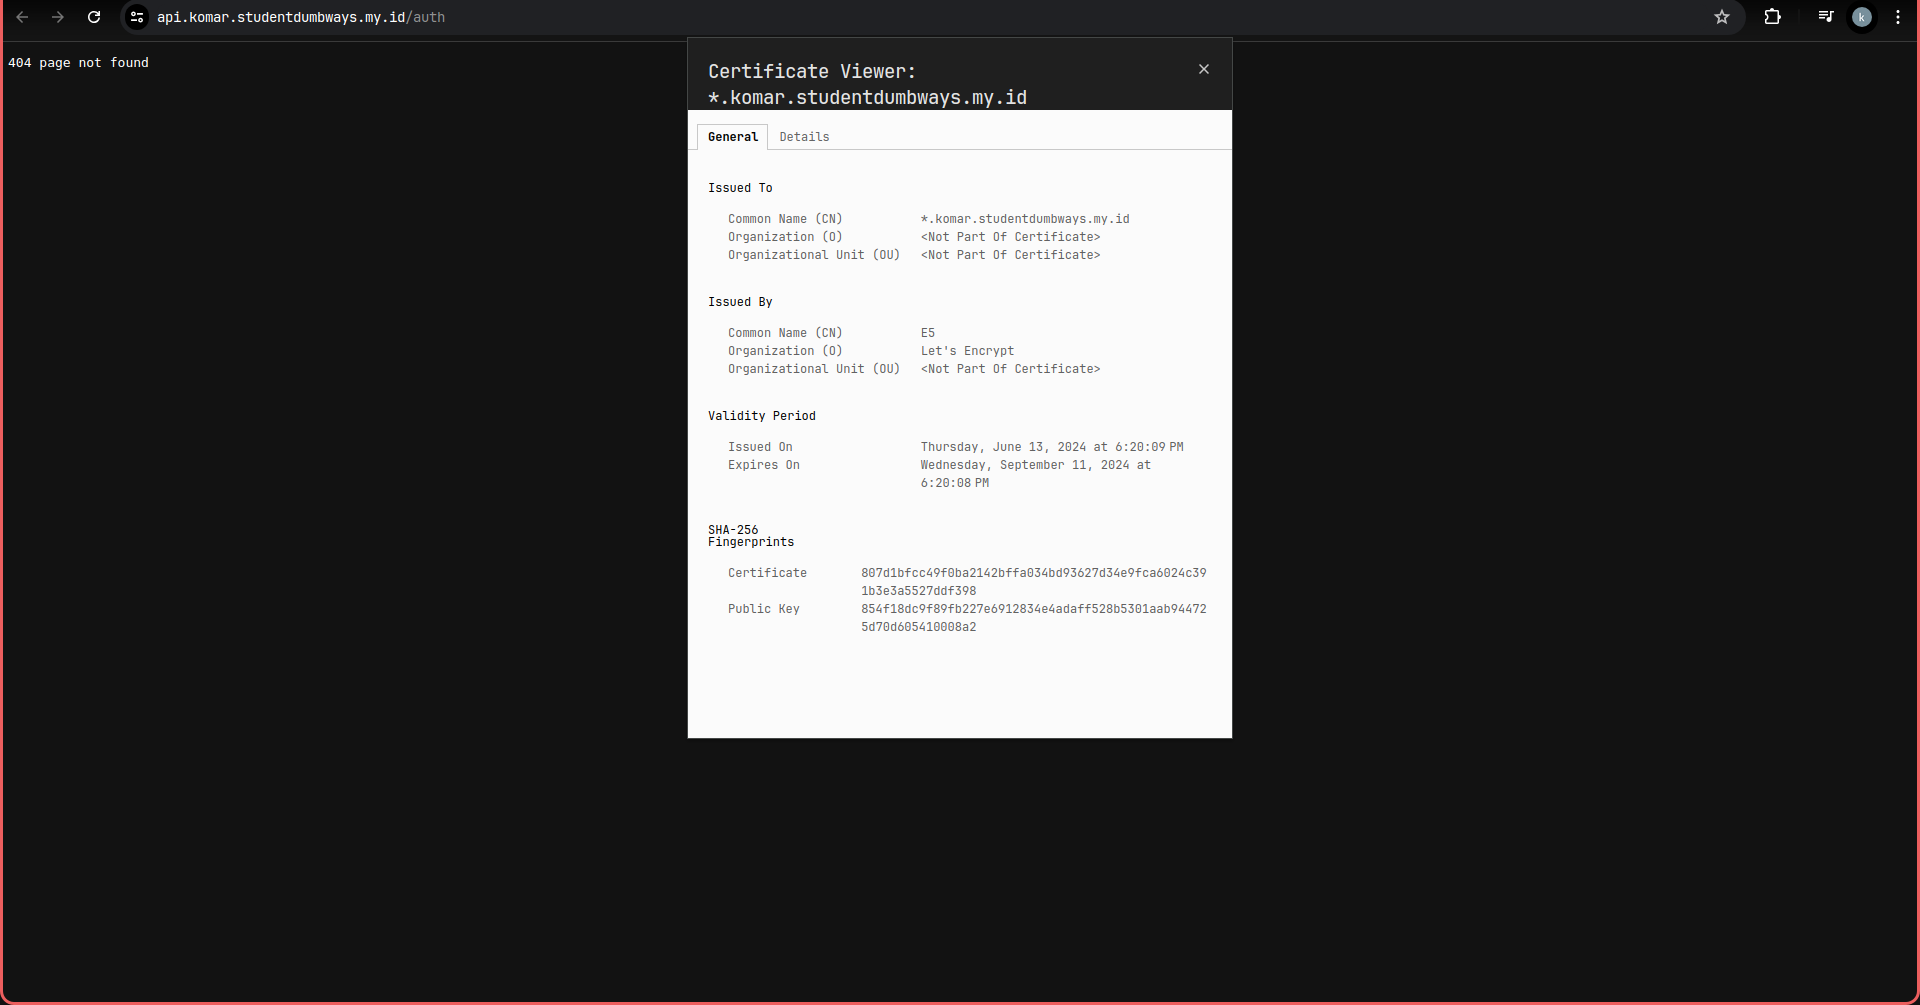 api.komar.studentdumbways.my.id/auth
k
404 page not found
Certificate Viewer:
*.komar.studentdumbways.my.id
General Details
Issued To
Common Name (CN) *.komar.studentdumbways.my.id
Organization (O) <Not Part Of Certificate>
Organizational Unit (OU) <Not Part Of Certificate>
Issued By
Common Name (CN) E5
Organization (O) Let's Encrypt
Organizational Unit (OU) <Not Part Of Certificate>
Validity Period
Issued On Thursday, June 13, 2024 at 6:20:09 PM
Expires On Wednesday, September 11, 2024 at
6:20:08 PM
SHA-256
Fingerprints
Certificate 807d1bfcc49f0ba2142bffa034bd93627d34e9fca6024c39
1b3e3a5527ddf398
Public Key 854f18dc9f89fb227e6912834e4adaff528b5301aab94472
5d70d605410008a2